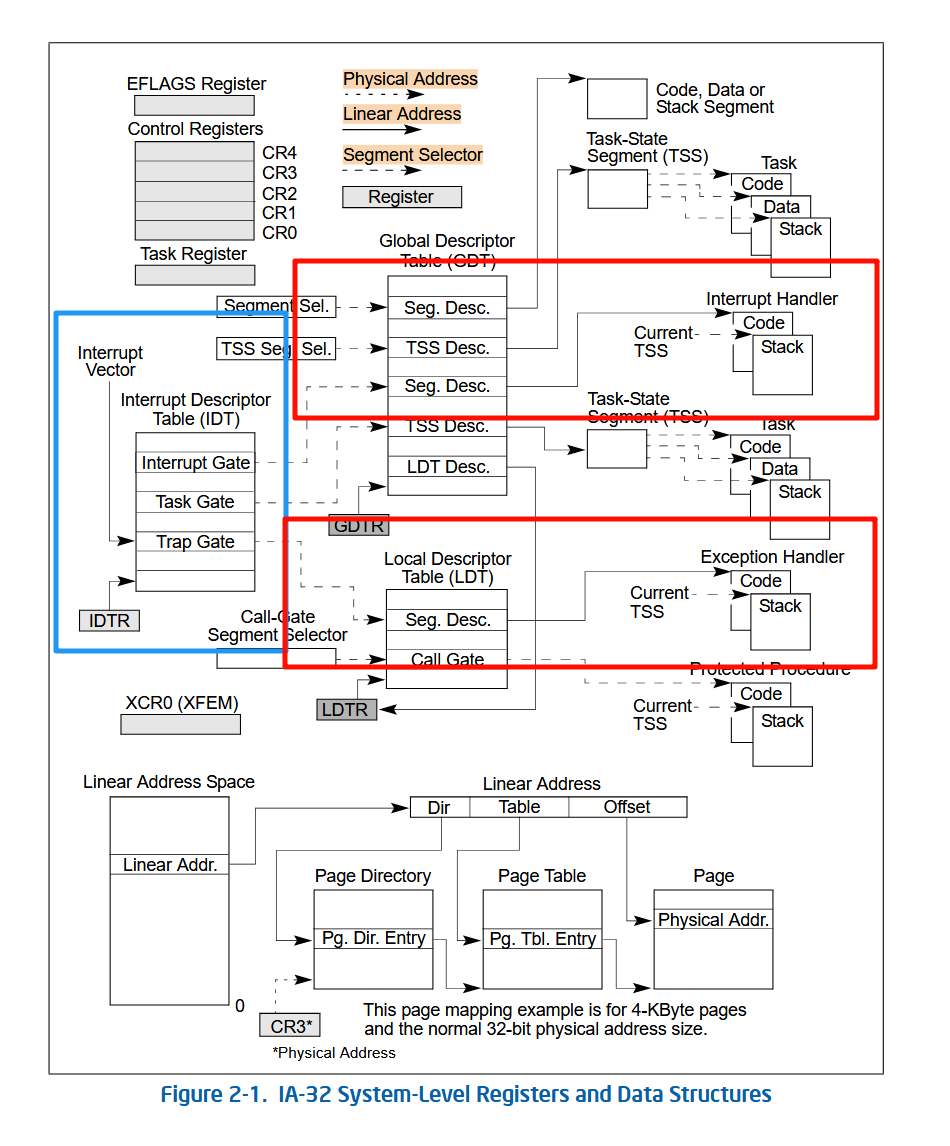 EFLAGS Register
Control Registers
CR4
CR3
CR2
CR1
CR0
Task Register
Physical Address
Linear Address
Segment Selector
Register
Code, Data or
Stack Segment
Task-State
Segment (TSS)
Task
Code
Data
Stack
Global Descriptor
Table (GDT)
Segment Sel.
Seg. Desc.
TSS Seg. Sel.
TSS Desc.
Seg. Desc.
TSS Desc.
LDT Desc.
GDTR
Interrupt Handler
Code
Current
TSS
Stack
Interrupt
Vector
Interrupt Descriptor
Table (IDT)
Interrupt Gate
Task Gate
Trap Gate
IDTR
Task-State
Segment (TSS)
Task
Code
Data
Stack
Local Descriptor
Table (LDT)
Seg. Desc.
Call Gate
Call-Gate
Segment Selector
LDTR
Exception Handler
Code
Current
TSS
Stack
Protected Procedure
Code
Current
TSS
Stack
XCR0 (XFEM)
Linear Address Space
Linear Addr.
0
Linear Address
Dir
Table
Offset
Page Directory
Pg. Dir. Entry
Page Table
Pg. Tbl. Entry
Page
Physical Addr.
CR3*
*Physical Address
This page mapping example is for 4-KByte pages
and the normal 32-bit physical address size.
Figure 2-1. IA-32 System-Level Registers and Data Structures